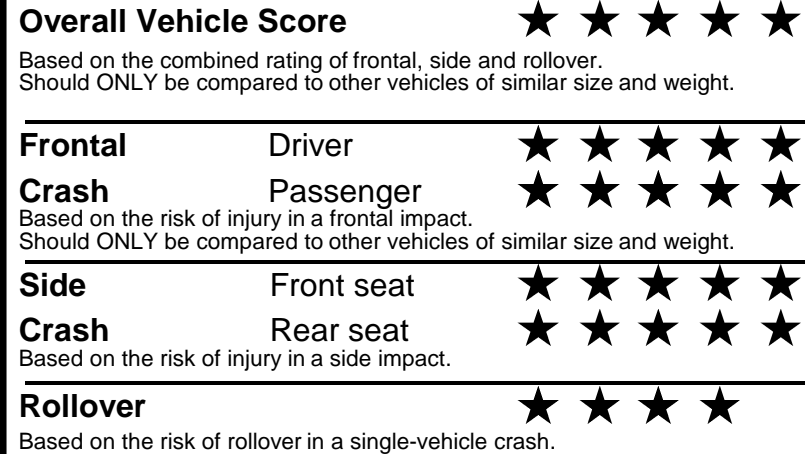 Overall Vehicle Score ★ ★ ★ ★ ★
Based on the combined rating of frontal, side and rollover.
Should ONLY be compared to other vehicles of similar size and weight.
Frontal Driver ★ ★ ★ ★ ★
Crash Passenger ★ ★ ★ ★ ★
Based on the risk of injury in a frontal impact.
Should ONLY be compared to other vehicles of similar size and weight.
Side Front seat ★ ★ ★ ★ ★
Crash Rear seat ★ ★ ★ ★ ★
Based on the risk of injury in a side impact.
Rollover ★ ★ ★ ★
Based on the risk of rollover in a single-vehicle crash.